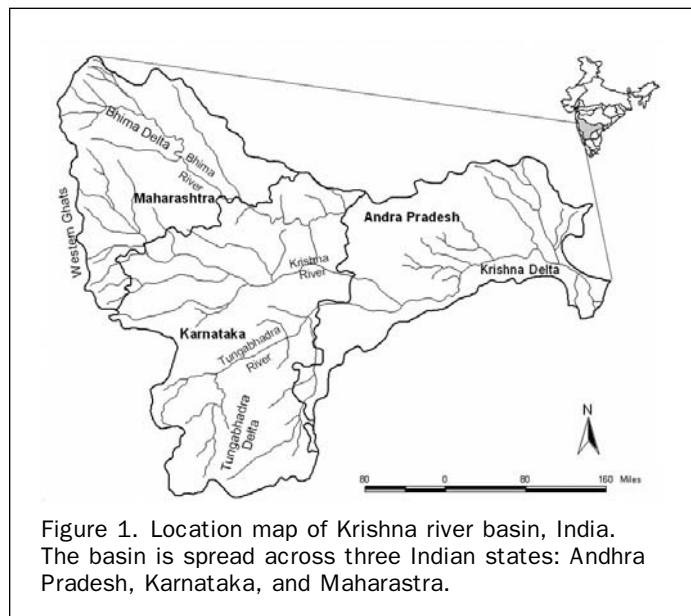 Bhima Delta
Bhima
River
Maharashtra
Western Ghats
Andra Pradesh
Krishna
River
Krishna Delta
Karnataka
Tungabhadra
River
Tungabhadra
Delta
N
80 0 80 160 Miles
Figure 1. Location map of Krishna river basin, India.
The basin is spread across three Indian states: Andhra
Pradesh, Karnataka, and Maharastra.